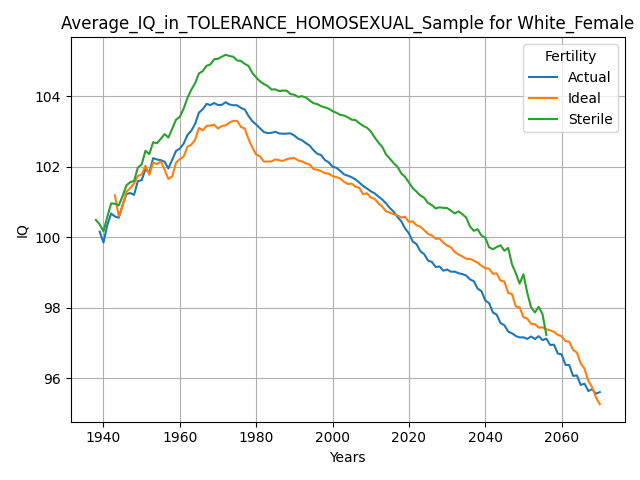 Average_IQ_in_TOLERANCE_HOMOSEXUAL_Sample for White_Female
Fertility
Actual
Ideal
Sterile
IQ
104
102
100
98
96
1940
1960
1980
2000
2020
2040
2060
Years